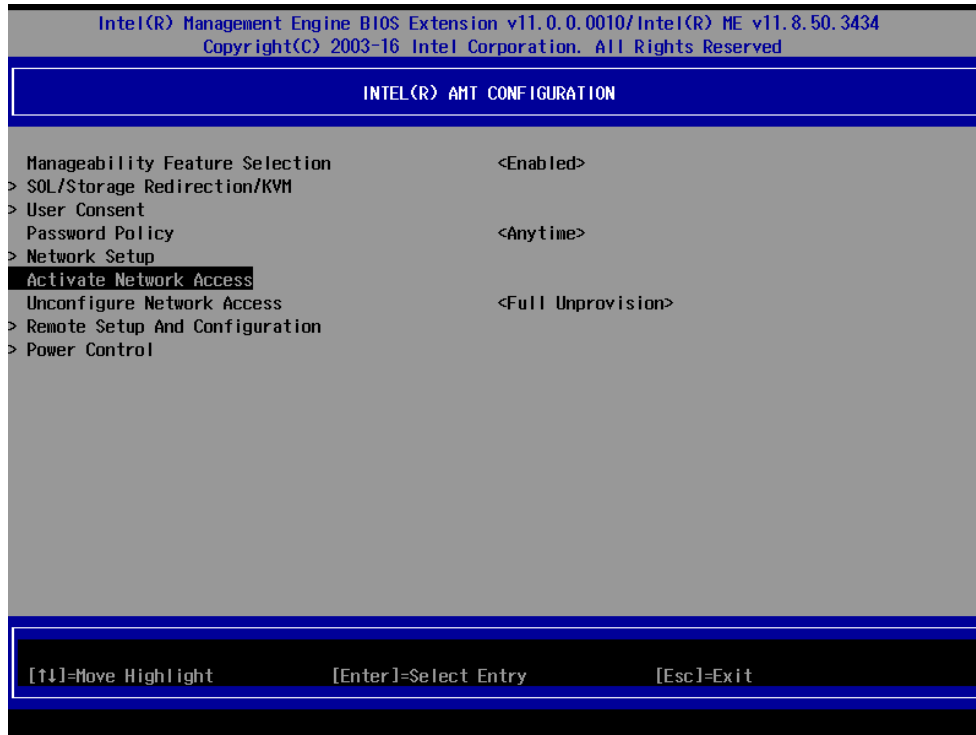 Intel(R) Management Engine BIOS Extension v11.0.0.0010/Intel(R) ME v11.8.50.3434
Copyright(C) 2003-16 Intel Corporation. All Rights Reserved
INTEL(R) AMT CONFIGURATION
Manageability Feature Selection <Enabled>
> SOL/Storage Redirection/KVM
> User Consent
Password Policy <Anytime>
> Network Setup
Activate Network Access
Unconfigure Network Access <Full Unprovision>
> Remote Setup And Configuration
> Power Control
[↑↓]=Move Highlight [Enter]=Select Entry [Esc]=Exit